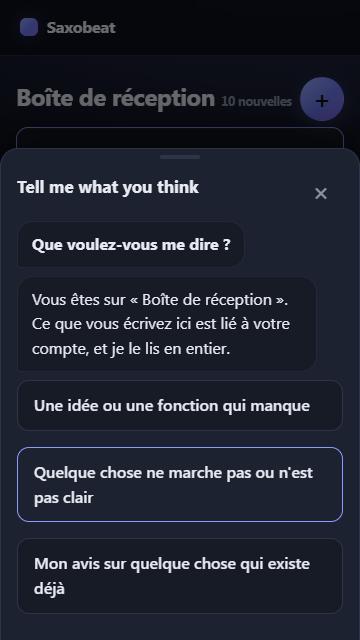 Saxobeat
Boîte de réception 10 nouvelles +
Tell me what you think
×
Que voulez-vous me dire ?
Vous êtes sur « Boîte de réception ».
Ce que vous écrivez ici est lié à votre
compte, et je le lis en entier.
Une idée ou une fonction qui manque
Quelque chose ne marche pas ou n'est
pas clair
Mon avis sur quelque chose qui existe
déjà